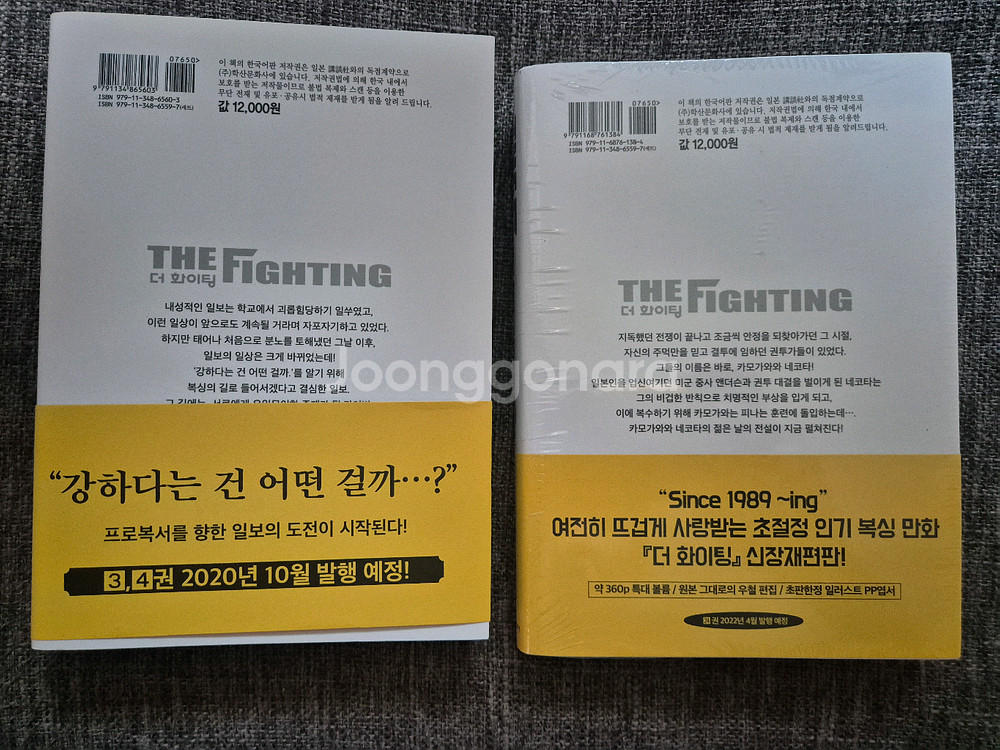 07650>
9 791134 865603
ISBN 979-11-348-6560-3
ISBN 979-11-348-6559-7(세트)
이 책의 한국어판 저작권은 일본 講談社와의 독점계약으로
(주)학산문화사에 있습니다. 저작권법에 의해 한국 내에서
보호를 받는 저작물이므로 불법 복제와 스캔 등을 이용한
무단 전재 및 유포·공유 시 법적 제재를 받게 됨을 알려 드립니다.
값 12,000원
THE FIGHTING
더 화이팅
내성적인 일보는 학교에서 괴롭힘당하기 일쑤였고,
이런 일상이 앞으로도 계속될 거라며 자포자기하고 있었다.
하지만 태어나 처음으로 분노를 토해냈던 그날 이후,
일보의 일상은 크게 바뀌었는데!
'강하다는 건 어떤 걸까.'를 알기 위해
복싱의 길로 들어서겠다고 결심한 일보.
“강하다는 건 어떤 걸까…?”
프로복서를 향한 일보의 도전이 시작된다!
3,4권 2020년 10월 발행 예정!
07650>
9 791168 761384
ISBN 979-11-6876-138-4
ISBN 979-11-348-6559-7(세트)
이 책의 한국어판 저작권은 일본 講談社와의 독점계약으로
(주)학산문화사에 있습니다. 저작권법에 의해 한국 내에서
보호를 받는 저작물이므로 불법 복제와 스캔 등을 이용한
무단 전재 및 유포·공유 시 법적 제재를 받게 됨을 알려드립니다.
값 12,000원
THE FIGHTING
더 화이팅
지독했던 전쟁이 끝나고 조금씩 안정을 되찾아가던 그 시절,
자신의 주먹만을 믿고 결투에 임하던 권투가들이 있었다.
그들의 이름은 바로, 카모가와와 네코타!
일본인을 업신여기던 미군 중사 앤더슨과 권투 대결을 벌이게 된 네코타는
그의 비겁한 반칙으로 치명적인 부상을 입게 되고,
이에 복수하기 위해 카모가와는 피나는 훈련에 돌입하는데….
카모가와와 네코타의 젊은 날의 전설이 지금 펼쳐진다!
“Since 1989 ~ing”
여전히 뜨겁게 사랑받는 초절정 인기 복싱 만화
『더 화이팅』 신장재편판!
약 360p 특대 볼륨 / 원본 그대로의 우철 편집 / 초판한정 일러스트 PP엽서
권 2022년 4월 발행 예정
joonggonara